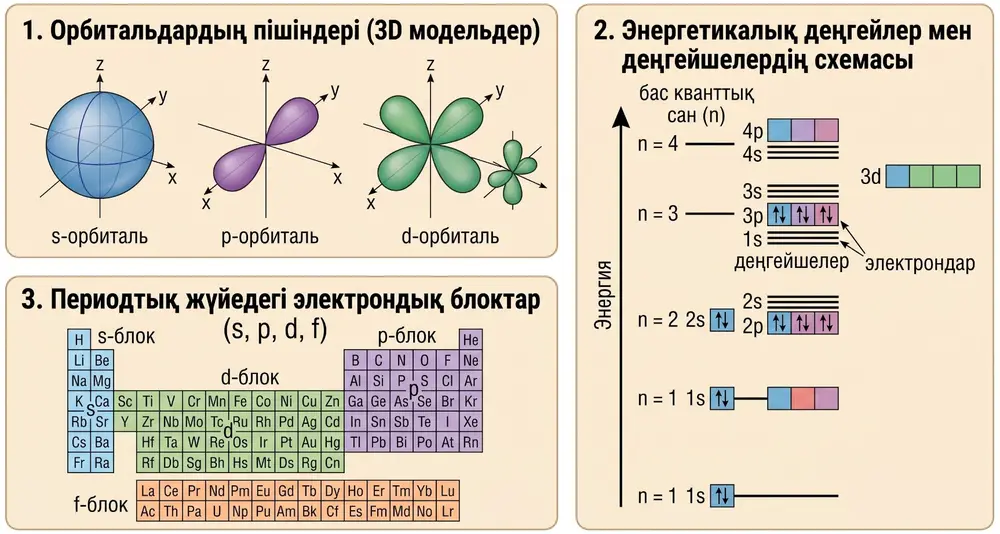 1. Орбитальдардың пішіндері (3D модельдер)
z
y
x
s-орбиталь
z
y
x
x
p-орбиталь
z
y
x
x
d-орбиталь
2. Энергетикалық деңгейлер мен
деңгейшелердің схемасы
бас кванттық
сан (n)
Энергия
n = 4
4p
4s
3d
n = 3
3s
3p
1s
деңгейшелер
электрондар
n = 2 2s
2s
2p
n = 1 1s
n = 1 1s
3. Периодтық жүйедегі электрондық блоктар
(s, p, d, f)
s-блок
p-блок
d-блок
f-блок
H He
Li Be B C N O F Ne
Na Mg Al Si P S Cl Ar
K Ca Sc Ti V Cr Mn Fe Co Ni Cu Zn Ga Ge As Se Br Kr
Rb Sr Y Zr Nb Mo Tc Ru Rh Pd Ag Cd In Sn Sb Te I Xe
Cs Ba Hf Ta W Re Os Ir Pt Au Hg Tl Pb Bi Po At Rn
Fr Ra Rf Db Sg Bh Hs Mt Ds Rg Cn
s
d
p
La Ce Pr Nd Pm Eu Gd Tb Dy Ho Er Tm Yb Lu
Ac Th Pa U Np Pu Am Bk Cf Es Fm Md No Lr